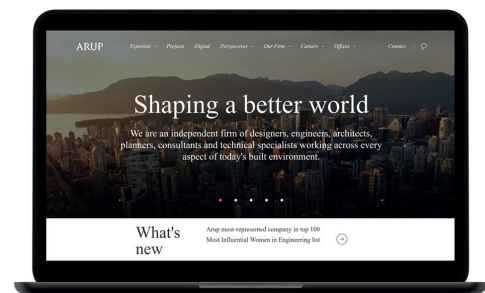 ARUP
Expertise Projects Digital Perspectives Our Firm Careers Offices Contact /
Shaping a better world
We are an independent firm of designers, engineers, architects,
planners, consultants and technical specialists working across every
aspect of today's built environment.
What's
new
Arup most-represented company in top 100
Most Influential Women in Engineering list